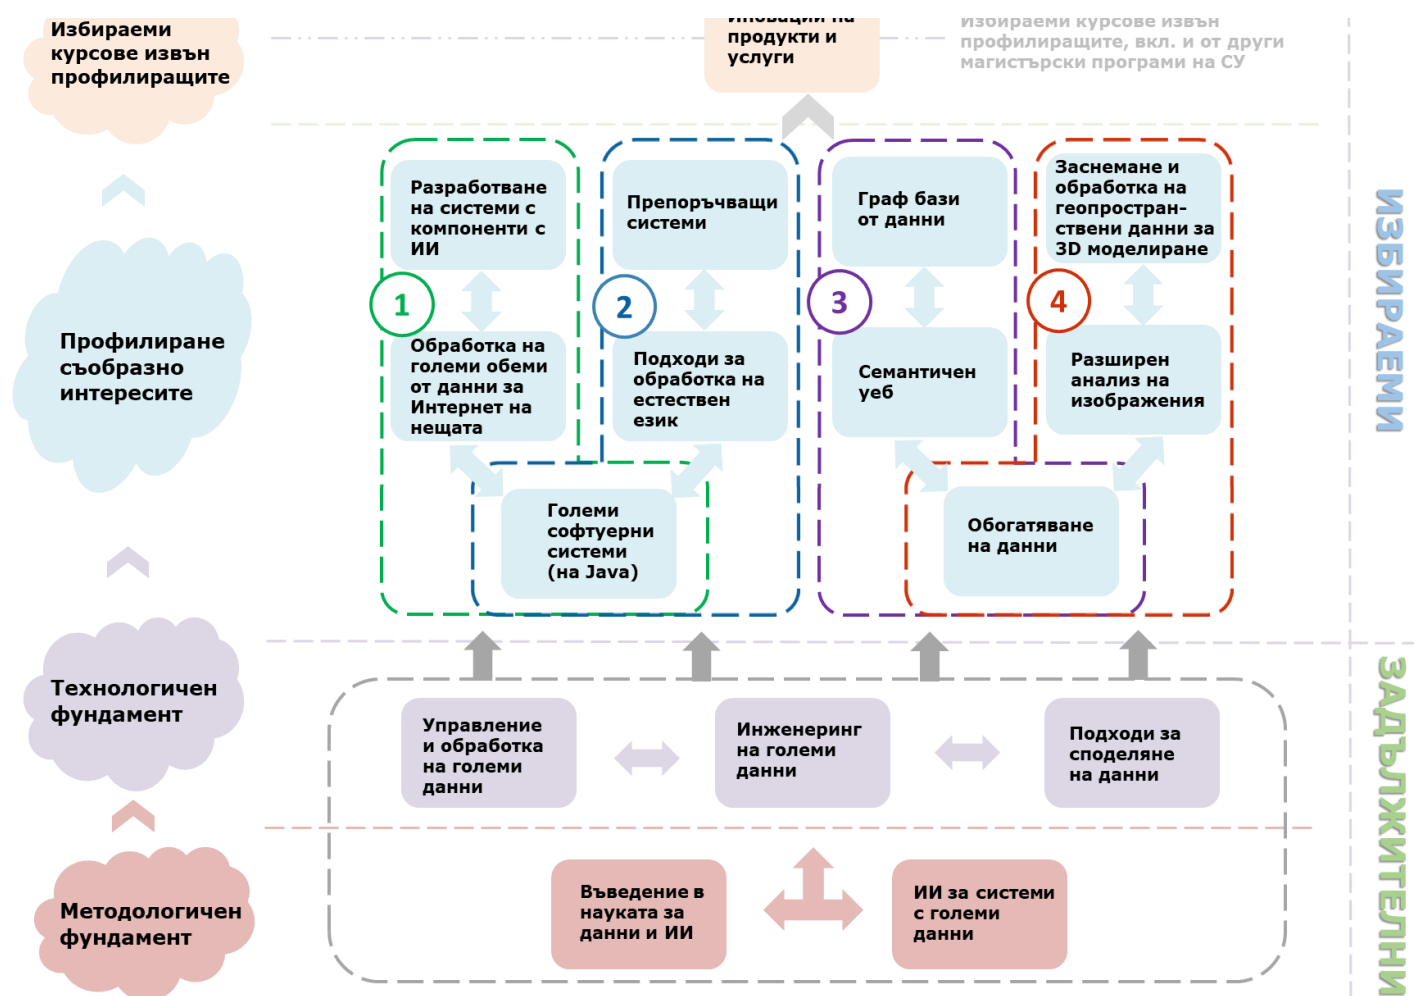 Избираеми
курсове извън
профилиращите
Иновации на
продукти и
услуги
Избираеми курсове извън
профилиращите, вкл. и от други
магистърски програми на СУ
ИЗБИРАЕМИ
Профилиране
съобразно
интересите
Разработване
на системи с
компоненти с
ИИ
1
Обработка на
големи обеми
от данни за
Интернет на
нещата
Препоръчващи
системи
2
Подходи за
обработка на
естествен
език
Големи
софтуерни
системи
(на Java)
Граф бази
от данни
3
Семантичен
уеб
Заснемане и
обработка на
геопростран-
ствени данни за
3D моделиране
4
Разширен
анализ на
изображения
Обогатяване
на данни
ЗАДЪЛЖИТЕЛНИ
Технологичен
фундамент
Управление
и обработка
на големи
данни
Инженеринг
на големи
данни
Подходи за
споделяне
на данни
Методологичен
фундамент
Въведение в
науката за
данни и ИИ
ИИ за системи
с големи
данни